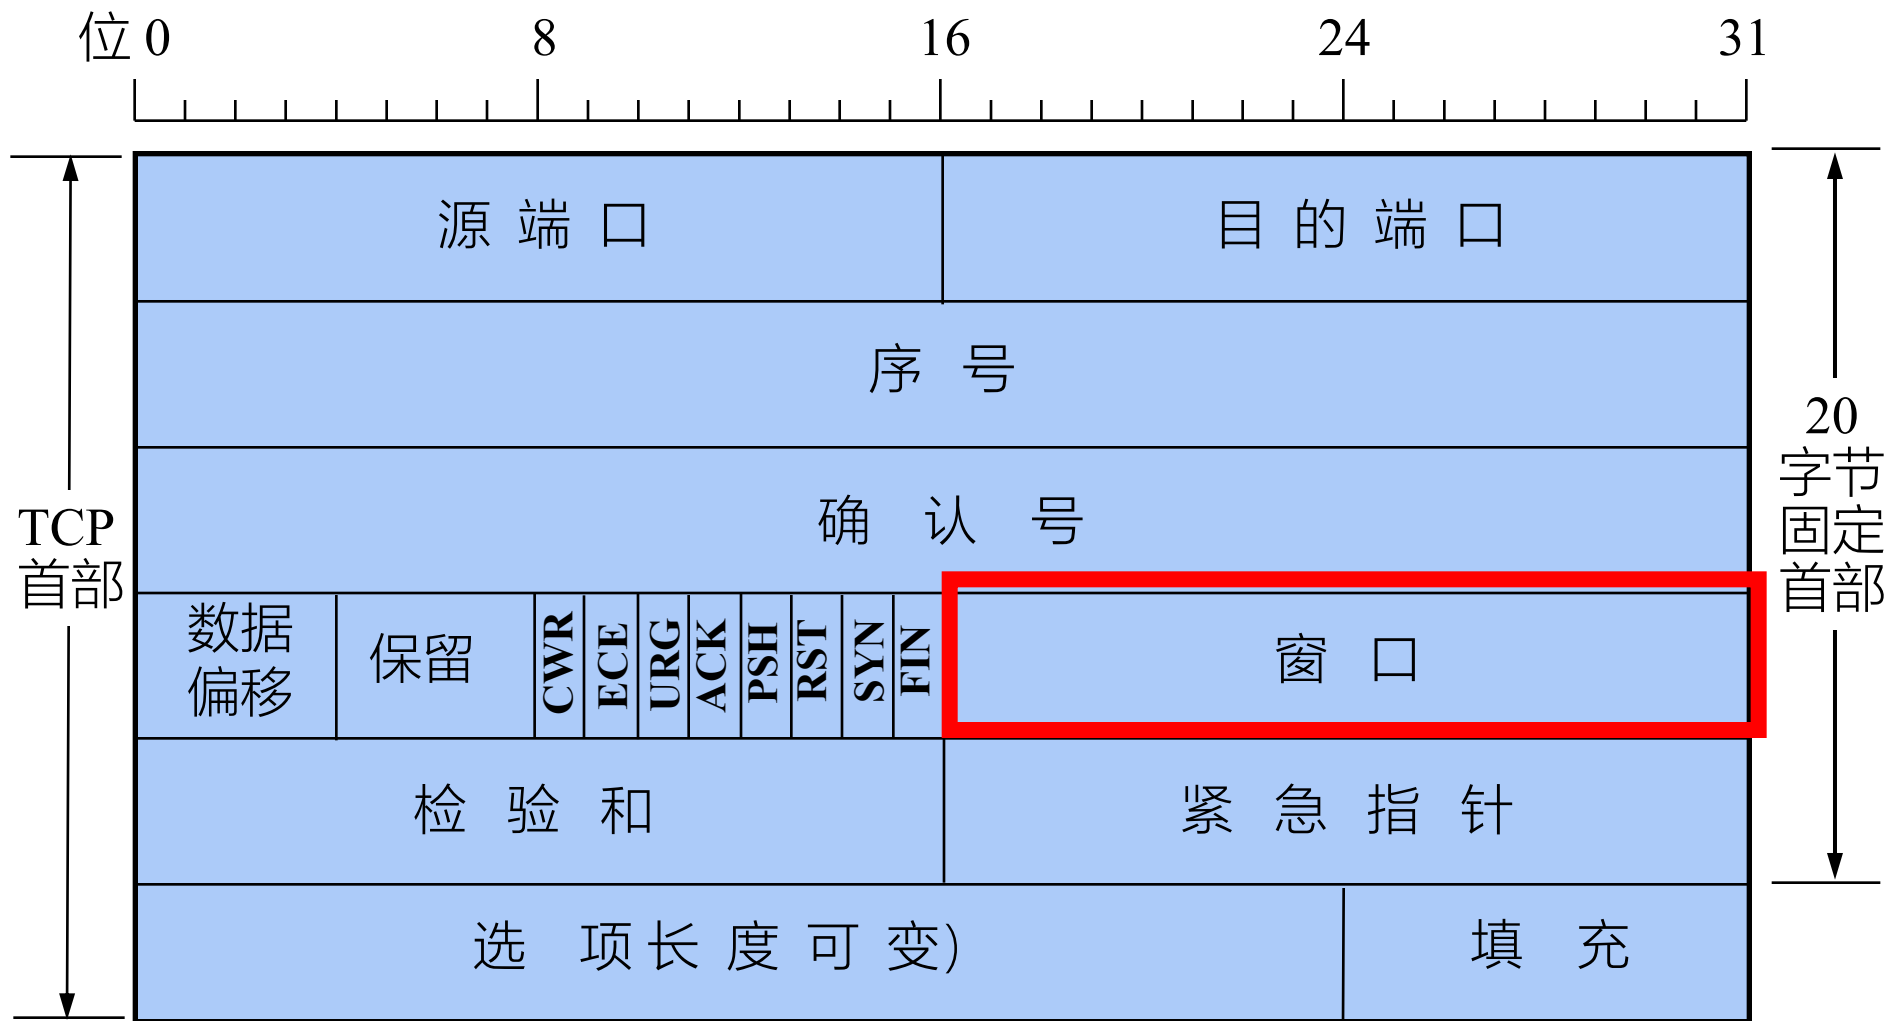 位 0 8 16 24 31
源端口 目的端口
序号
确认号
TCP
首部
20
字节
固定
首部
数据
偏移
保留 CWR ECE URG ACK PSH RST SYN FIN 窗口
检验和 紧急指针
选项长度可变) 填充